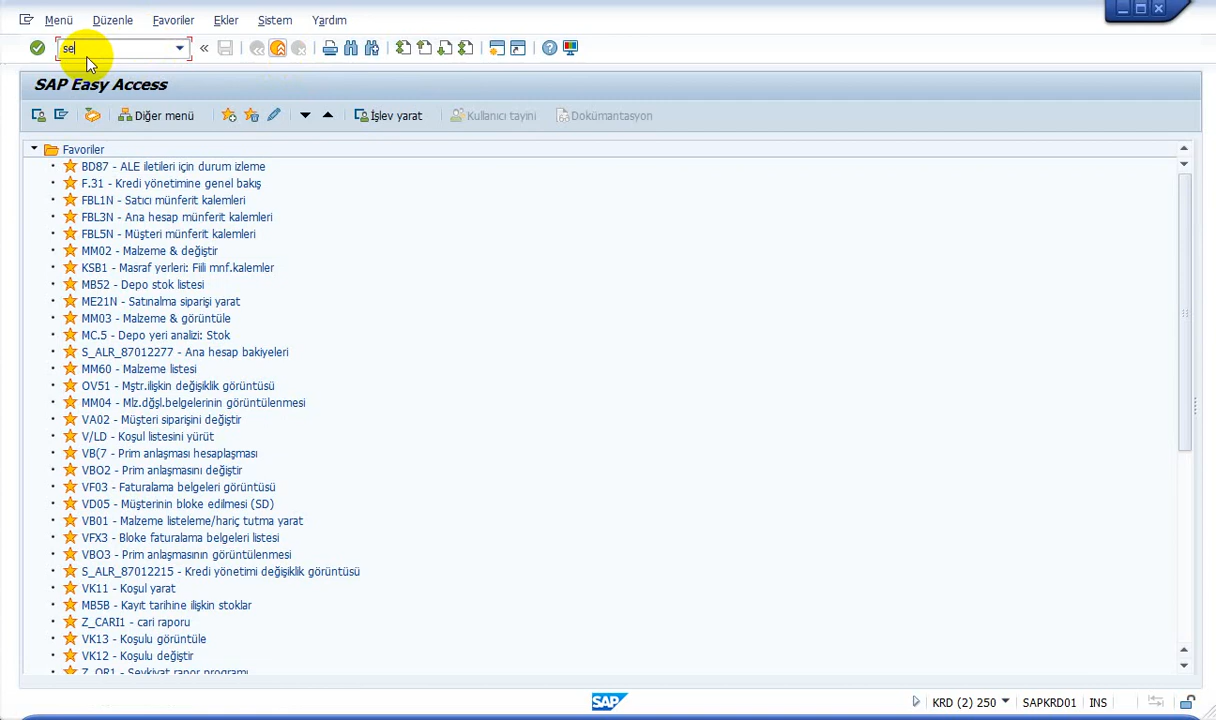 Menü Düzenle Favoriler Ekler Sistem Yardım
se
SAP Easy Access
Diğer menü İşlev yarat Kullanıcı tayini Dokümantasyon
Favoriler
BD87 - ALE iletileri için durum izleme
F.31 - Kredi yönetimine genel bakış
FBL1N - Satıcı münferit kalemleri
FBL3N - Ana hesap münferit kalemleri
FBL5N - Müşteri münferit kalemleri
MM02 - Malzeme & değiştir
KSB1 - Masraf yerleri: Fiili mnf.kalemler
MB52 - Depo stok listesi
ME21N - Satınalma siparişi yarat
MM03 - Malzeme & görüntüle
MC.5 - Depo yeri analizi: Stok
S_ALR_87012277 - Ana hesap bakiyeleri
MM60 - Malzeme listesi
OV51 - Mştr.ilişkin değişiklik görüntüsü
MM04 - Mlz.dğşl.belgelerinin görüntülenmesi
VA02 - Müşteri siparişini değiştir
V/LD - Koşul listesini yürüt
VB(7 - Prim anlaşması hesaplaşması
VBO2 - Prim anlaşmasını değiştir
VF03 - Faturalama belgeleri görüntüsü
VD05 - Müşterinin bloke edilmesi (SD)
VB01 - Malzeme listeleme/hariç tutma yarat
VFX3 - Bloke faturalama belgeleri listesi
VBO3 - Prim anlaşmasının görüntülenmesi
S_ALR_87012215 - Kredi yönetimi değişiklik görüntüsü
VK11 - Koşul yarat
MB5B - Kayıt tarihine ilişkin stoklar
Z_CARI1 - cari raporu
VK13 - Koşulu görüntüle
VK12 - Koşulu değiştir
Z_OR1 - Sevkiyat rapor programı
SAP KRD (2) 250 SAPKRD01 INS